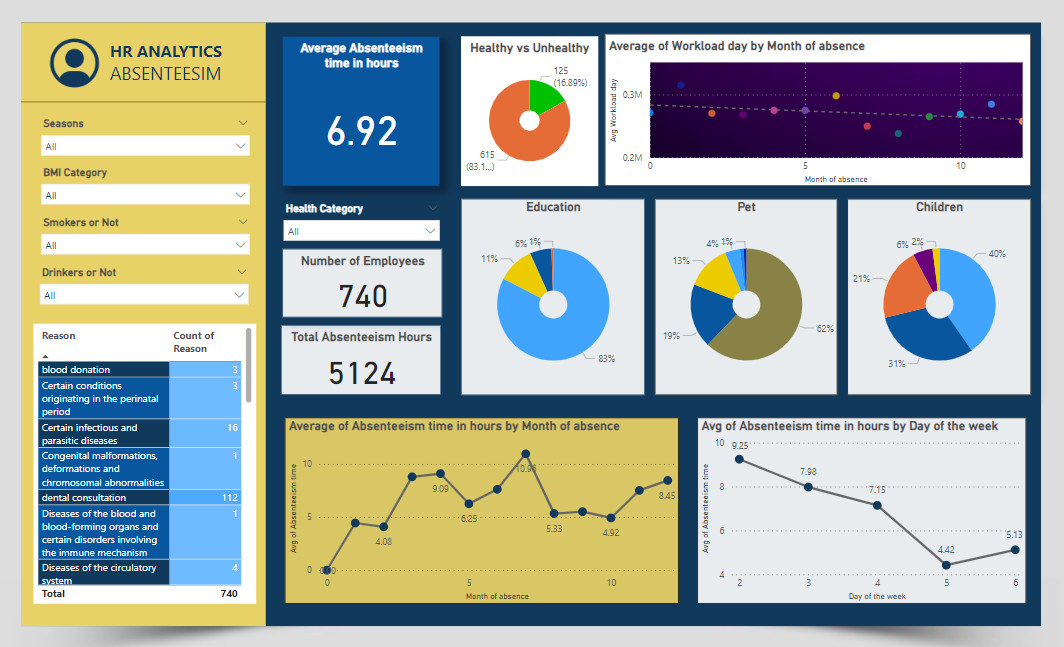 HR ANALYTICS
ABSENTEESIM
Seasons
All
BMI Category
All
Smokers or Not
All
Drinkers or Not
All
Reason
Count of
Reason
blood donation 3
Certain conditions 3
originating in the perinatal
period
Certain infectious and 16
parasitic diseases
Congenital malformations, 1
deformations and
chromosomal abnormalities
dental consultation 112
Diseases of the blood and 1
blood-forming organs and
certain disorders involving
the immune mechanism
Diseases of the circulatory 4
system
Total 740
Average Absenteeism
time in hours
6.92
Health Category
All
Number of Employees
740
Total Absenteeism Hours
5124
Healthy vs Unhealthy
125
(16.89%)
615
(83.1...)
Average of Workload day by Month of absence
Avg Workload day
0.3M
0.2M
0 5 10
Month of absence
Education
6% 1%
11%
83%
Pet
4% 1%
13%
19%
62%
Children
6% 2%
40%
21%
31%
Average of Absenteeism time in hours by Month of absence
Avg of Absenteeism time
10
5
0
10.96
9.09
6.25
4.08
5.33
4.92
8.45
0 5 10
Month of absence
Avg of Absenteeism time in hours by Day of the week
Avg of Absenteeism time
10
8
6
4
9.25
7.98
7.15
4.42
5.13
2 3 4 5 6
Day of the week